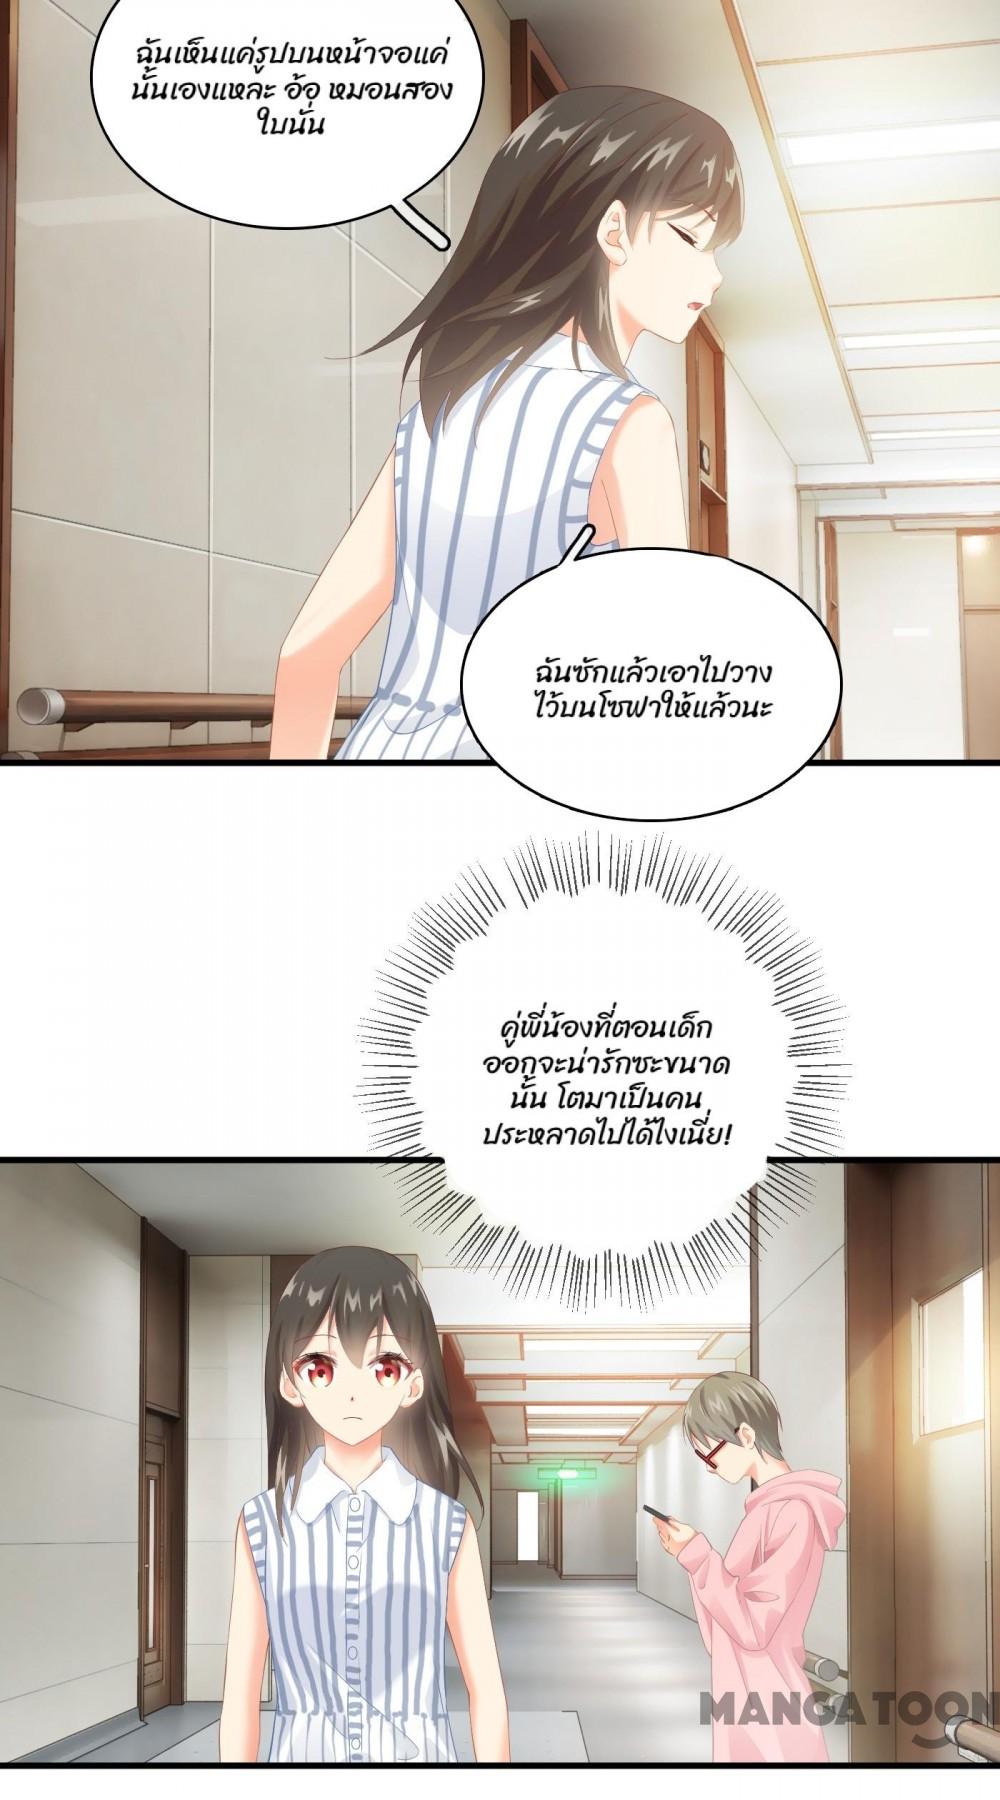 ฉันเห็นแค่รูปบนหน้าจอแค่
นั้นเองแหละ อ้อ หมอนสอง
ใบนั่น
ฉันซักแล้วเอาไปวาง
ไว้บนโซฟาให้แล้วนะ
คู่พี่น้องที่ตอนเด็ก
ออกจะน่ารักซะขนาด
นั้น โตมาเป็นคน
ประหลาดไปได้ไงเนี่ย!
MANGATOON